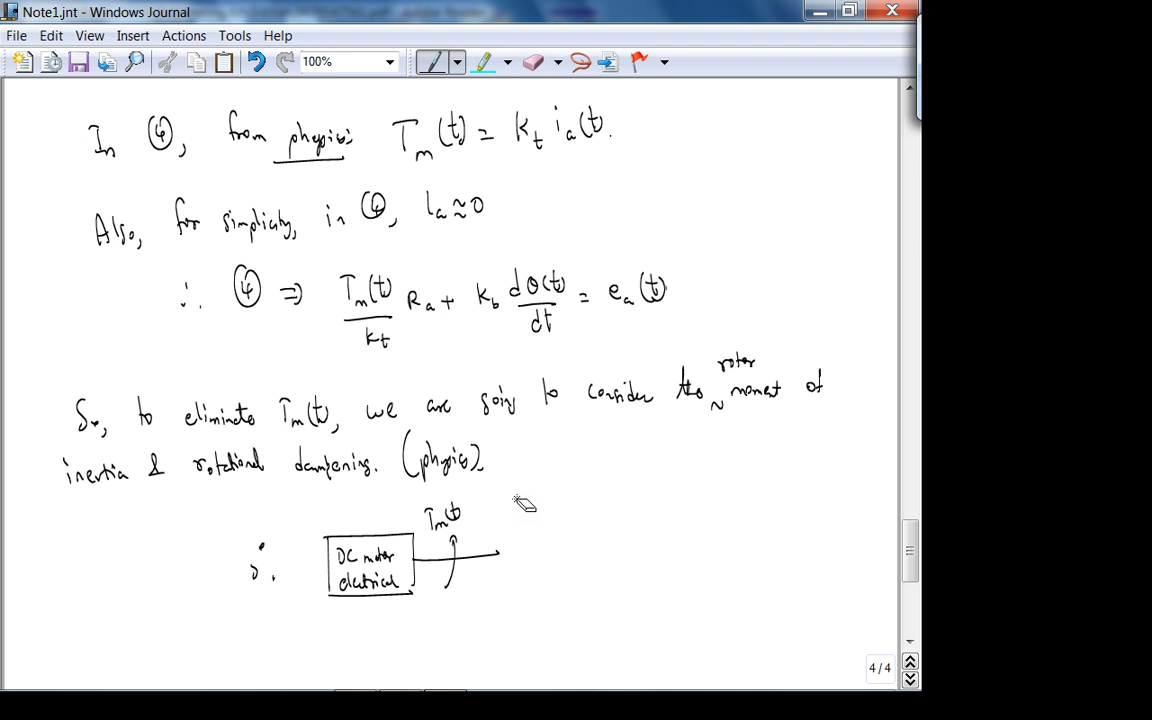 Note1.jnt - Windows Journal
File Edit View Insert Actions Tools Help
100%
In ④, from physics: Tm(t) = kt ia(t).
Also, for simplicity, in ④, la ≈ 0
∴ ④ ⇒ Tm(t)/kt Ra + kb dθ(t)/dt = ea(t)
rotor
So, to eliminate Tm(t), we are going to consider the moment of
inertia & rotational dampening. (physics)
Tm(t)
∴ DC motor
electrical
4 / 4